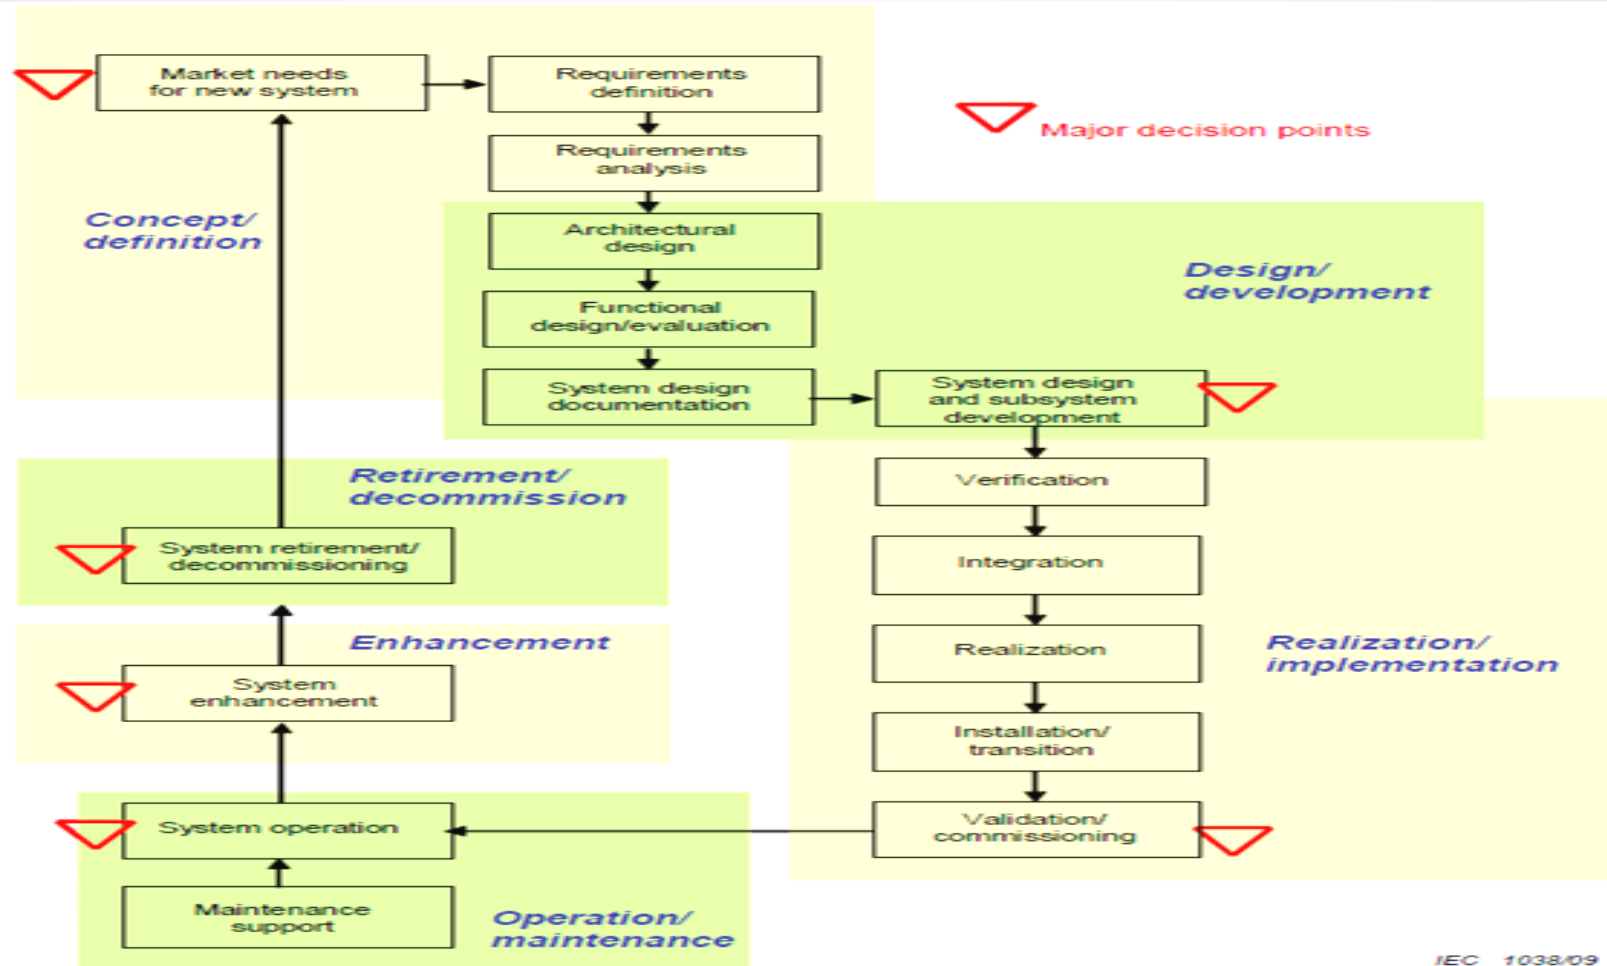 Market needs
for new system
Requirements
definition
Major decision points
Requirements
analysis
Concept/
definition
Architectural
design
Design/
development
Functional
design/evaluation
System design
documentation
System design
and subsystem
development
Retirement/
decommission
Verification
System retirement/
decommissioning
Integration
Enhancement
System
enhancement
Realization
Realization/
implementation
Installation/
transition
System operation
Validation/
commissioning
Maintenance
support
Operation/
maintenance
IEC 1038/09